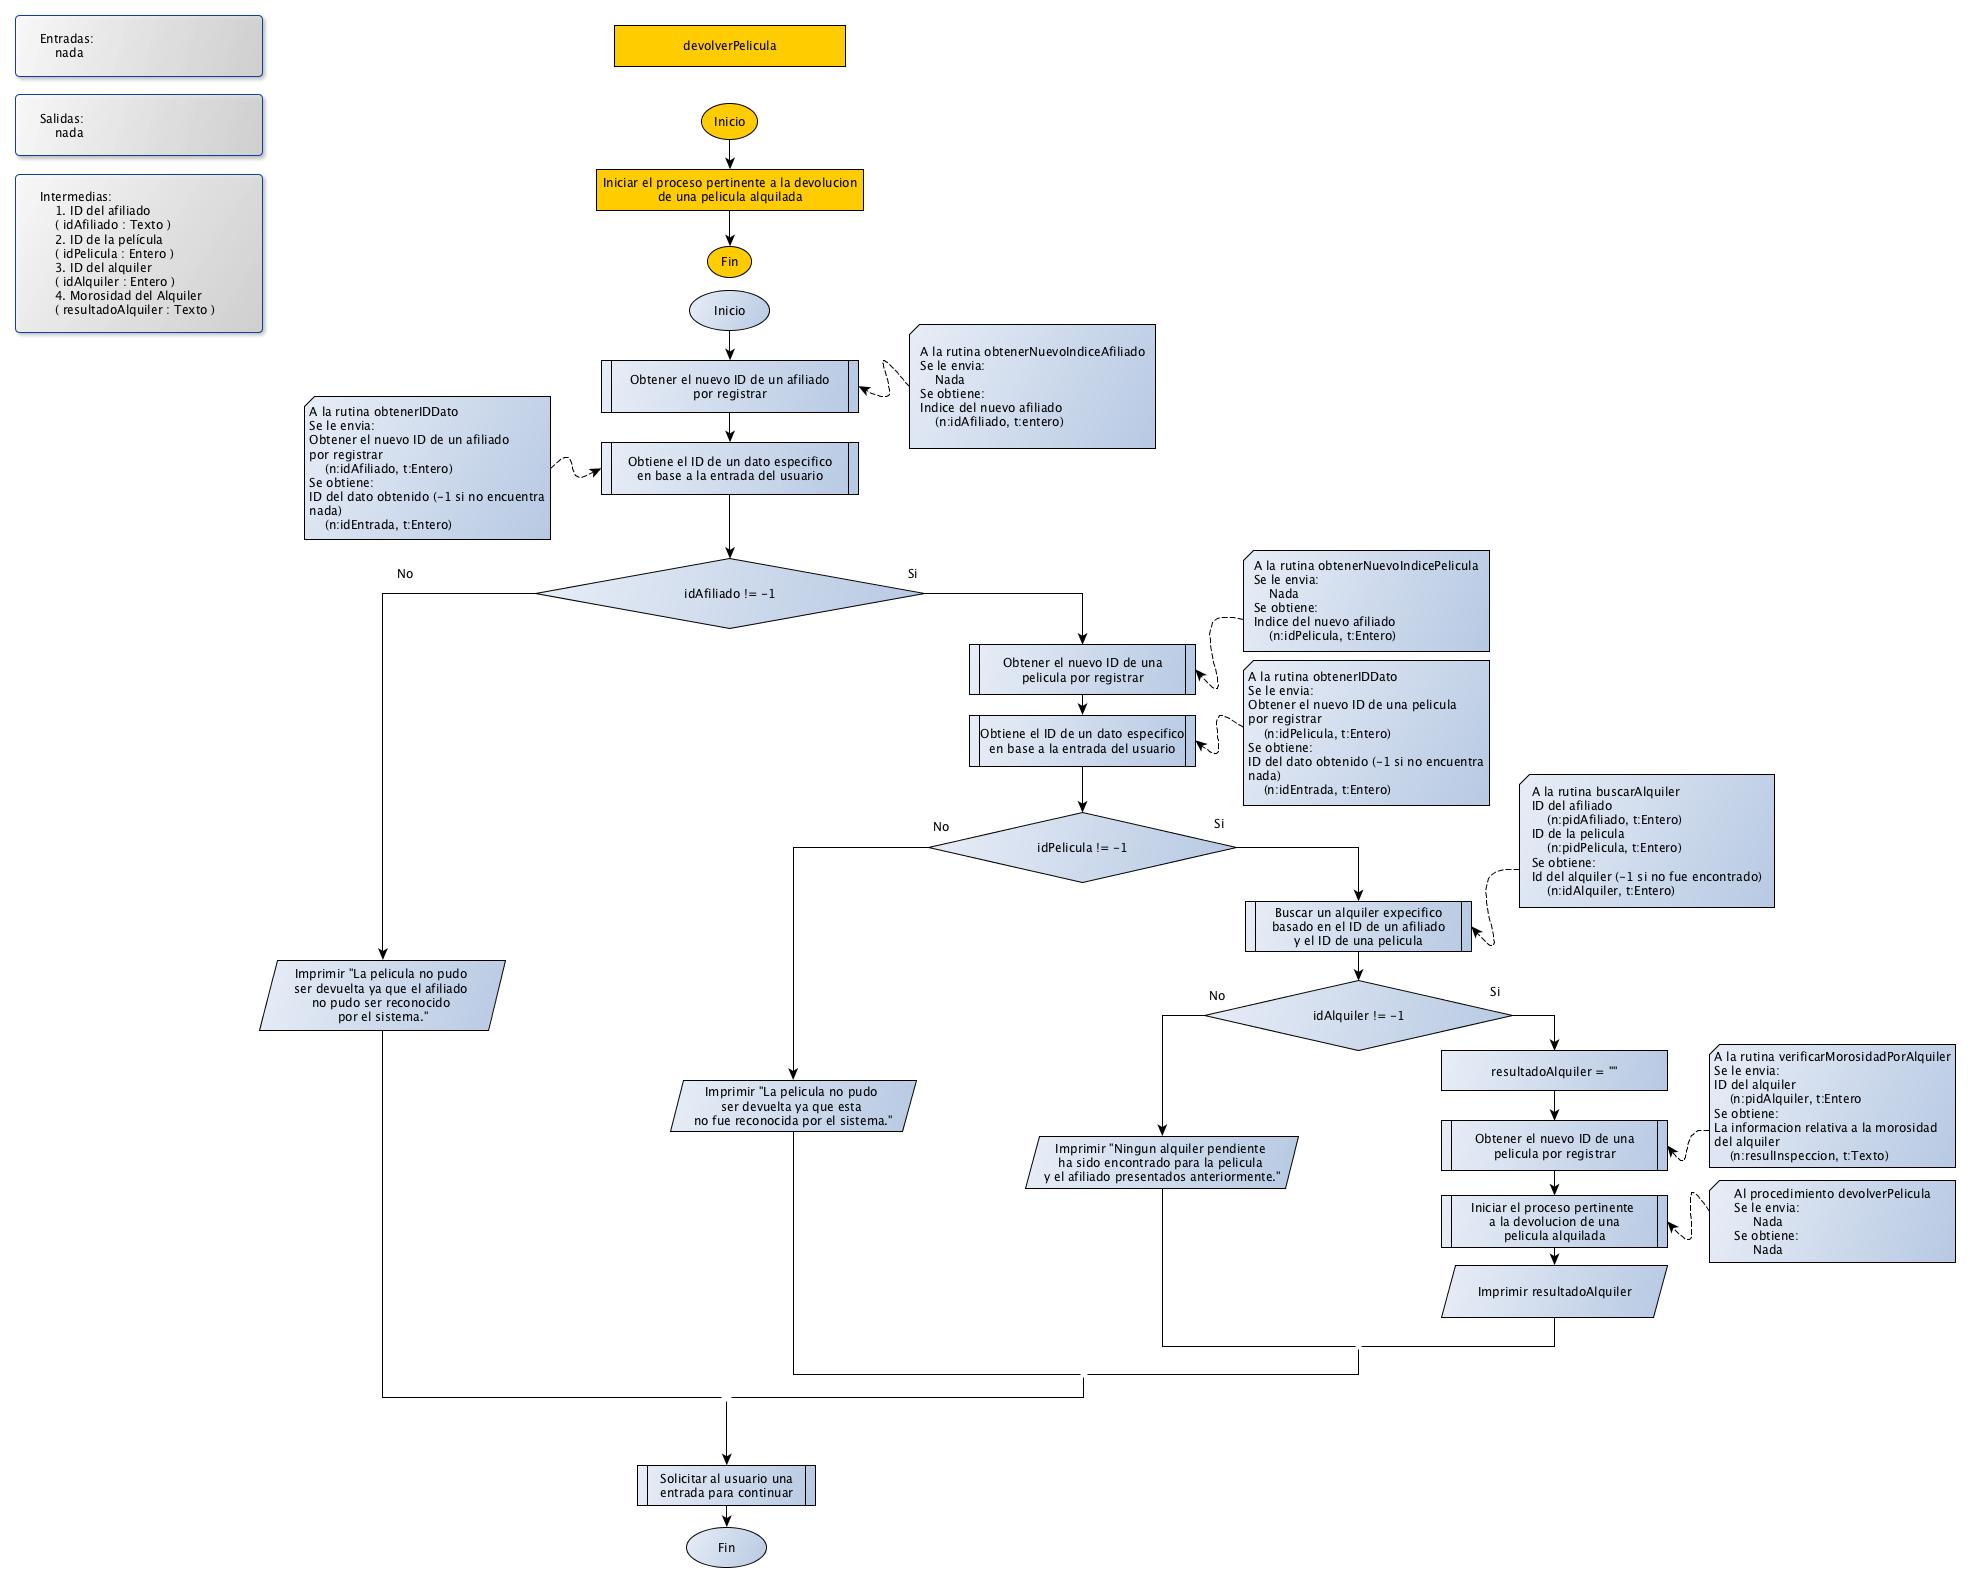 Entradas:
nada
Salidas:
nada
Intermedias:
1. ID del afiliado
( idAfiliado : Texto )
2. ID de la película
( idPelicula : Entero )
3. ID del alquiler
( idAlquiler : Entero )
4. Morosidad del Alquiler
( resultadoAlquiler : Texto )
devolverPelicula
Inicio
Iniciar el proceso pertinente a la devolucion
de una pelicula alquilada
Fin
Inicio
Obtener el nuevo ID de un afiliado
por registrar
A la rutina obtenerNuevoIndiceAfiliado
Se le envia:
Nada
Se obtiene:
Indice del nuevo afiliado
(n:idAfiliado, t:entero)
A la rutina obtenerIDDato
Se le envia:
Obtener el nuevo ID de un afiliado
por registrar
(n:idAfiliado, t:Entero)
Se obtiene:
ID del dato obtenido (-1 si no encuentra
nada)
(n:idEntrada, t:Entero)
Obtiene el ID de un dato especifico
en base a la entrada del usuario
No
idAfiliado != -1
Si
A la rutina obtenerNuevoIndicePelicula
Se le envia:
Nada
Se obtiene:
Indice del nuevo afiliado
(n:idPelicula, t:Entero)
Obtener el nuevo ID de una
pelicula por registrar
A la rutina obtenerIDDato
Se le envia:
Obtener el nuevo ID de una pelicula
por registrar
(n:idPelicula, t:Entero)
Se obtiene:
ID del dato obtenido (-1 si no encuentra
nada)
(n:idEntrada, t:Entero)
Obtiene el ID de un dato especifico
en base a la entrada del usuario
No
idPelicula != -1
Si
A la rutina buscarAlquiler
ID del afiliado
(n:pidAfiliado, t:Entero)
ID de la pelicula
(n:pidPelicula, t:Entero)
Se obtiene:
Id del alquiler (-1 si no fue encontrado)
(n:idAlquiler, t:Entero)
Buscar un alquiler expecifico
basado en el ID de un afiliado
y el ID de una pelicula
Imprimir "La pelicula no pudo
ser devuelta ya que el afiliado
no pudo ser reconocido
por el sistema."
No
idAlquiler != -1
Si
resultadoAlquiler = ""
A la rutina verificarMorosidadPorAlquiler
Se le envia:
ID del alquiler
(n:pidAlquiler, t:Entero
Se obtiene:
La informacion relativa a la morosidad
del alquiler
(n:resulInspeccion, t:Texto)
Imprimir "La pelicula no pudo
ser devuelta ya que esta
no fue reconocida por el sistema."
Obtener el nuevo ID de una
pelicula por registrar
Imprimir "Ningun alquiler pendiente
ha sido encontrado para la pelicula
y el afiliado presentados anteriormente."
Al procedimiento devolverPelicula
Se le envia:
Nada
Se obtiene:
Nada
Iniciar el proceso pertinente
a la devolucion de una
pelicula alquilada
Imprimir resultadoAlquiler
Solicitar al usuario una
entrada para continuar
Fin